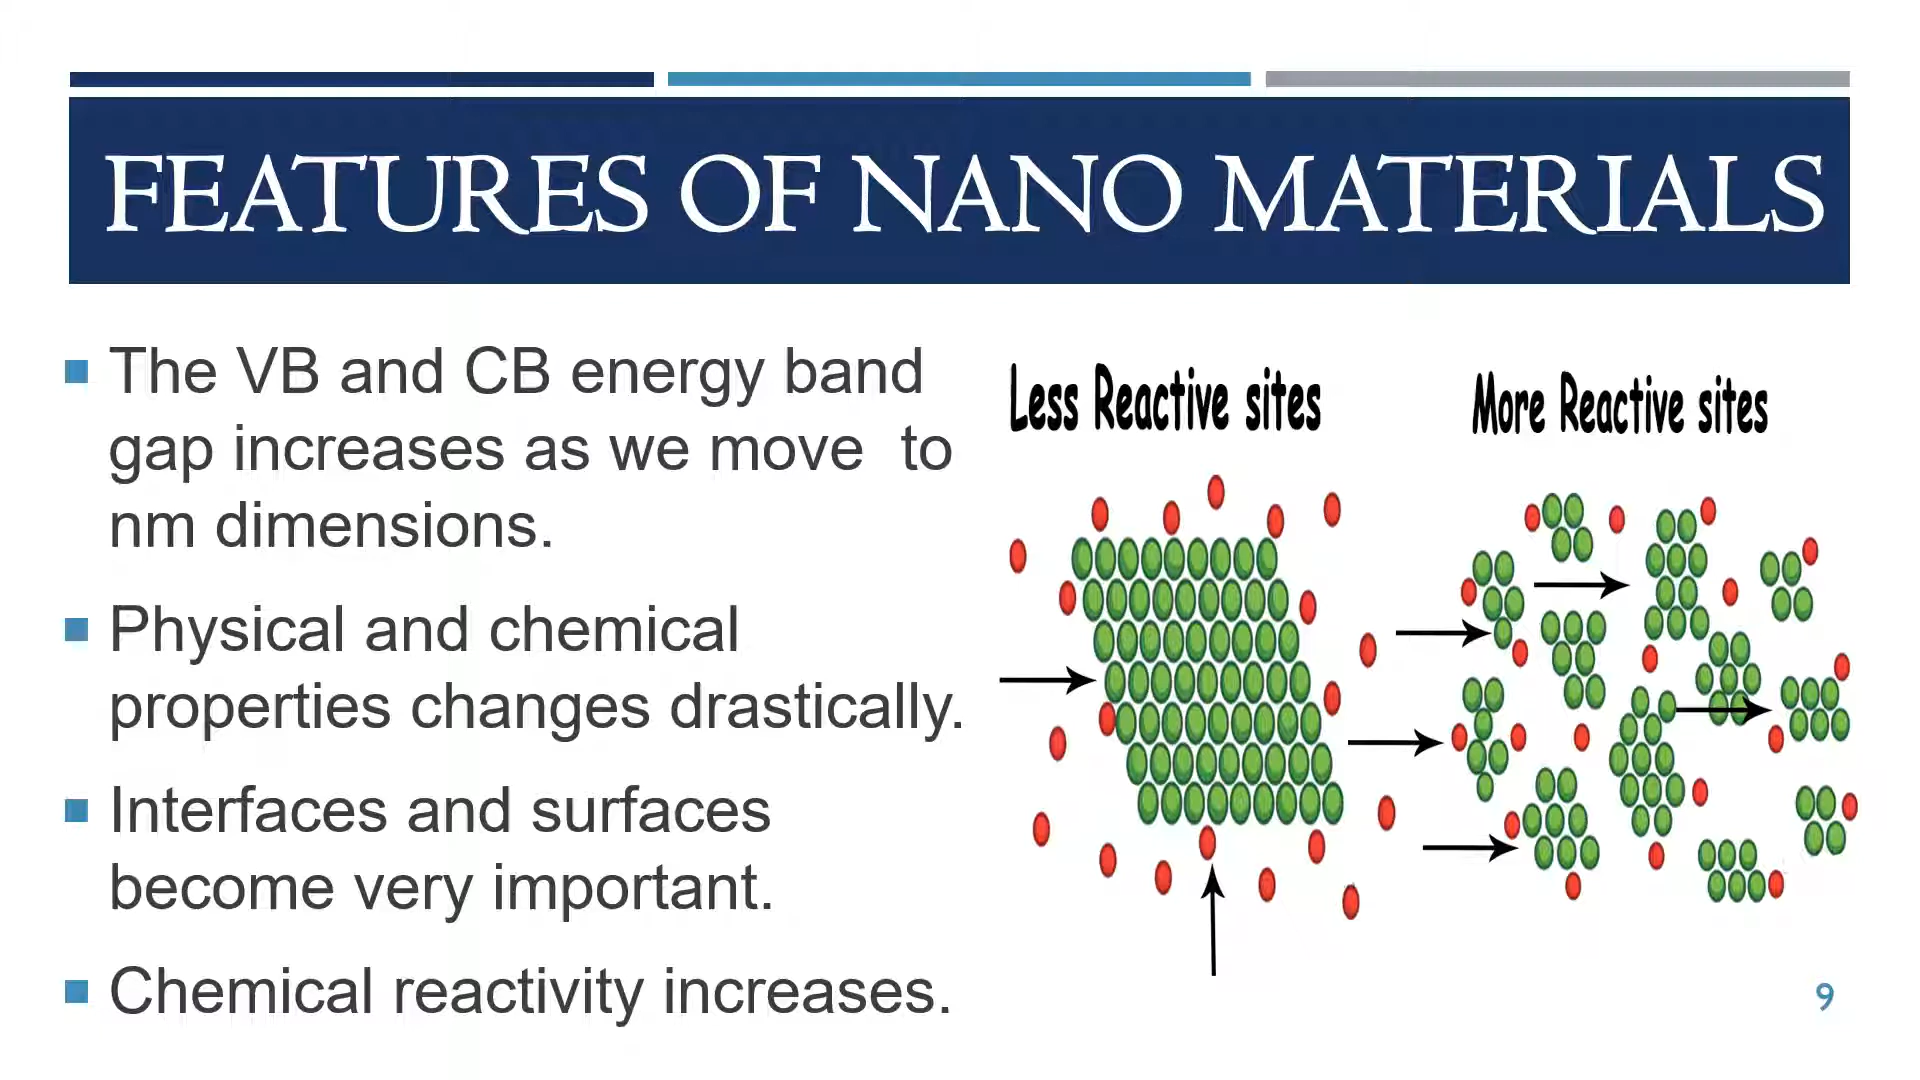 FEATURES OF NANO MATERIALS
The VB and CB energy band
gap increases as we move  to
nm dimensions.
Physical and chemical
properties changes drastically.
Interfaces and surfaces
become very important.
Chemical reactivity increases.
Less Reactive sites
More Reactive sites
9